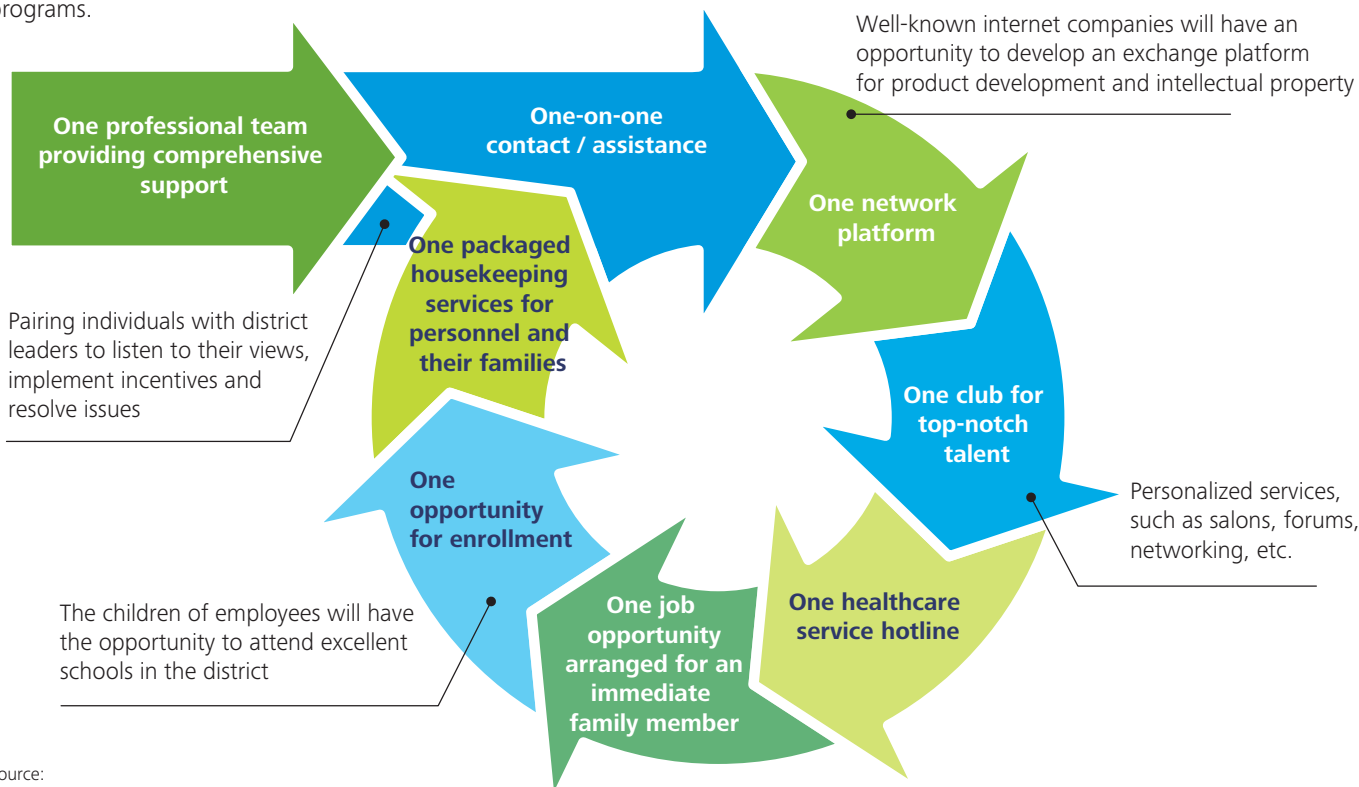 programs.
Well-known internet companies will have an
opportunity to develop an exchange platform
for product development and intellectual property
One professional team
providing comprehensive
support
One-on-one
contact / assistance
One network
platform
One packaged
housekeeping
services for
personnel and
their families
Pairing individuals with district
leaders to listen to their views,
implement incentives and
resolve issues
One club for
top-notch
talent
Personalized services,
such as salons, forums,
networking, etc.
One
opportunity
for enrollment
One healthcare
service hotline
One job
opportunity
arranged for an
immediate
family member
The children of employees will have
the opportunity to attend excellent
schools in the district
ource: